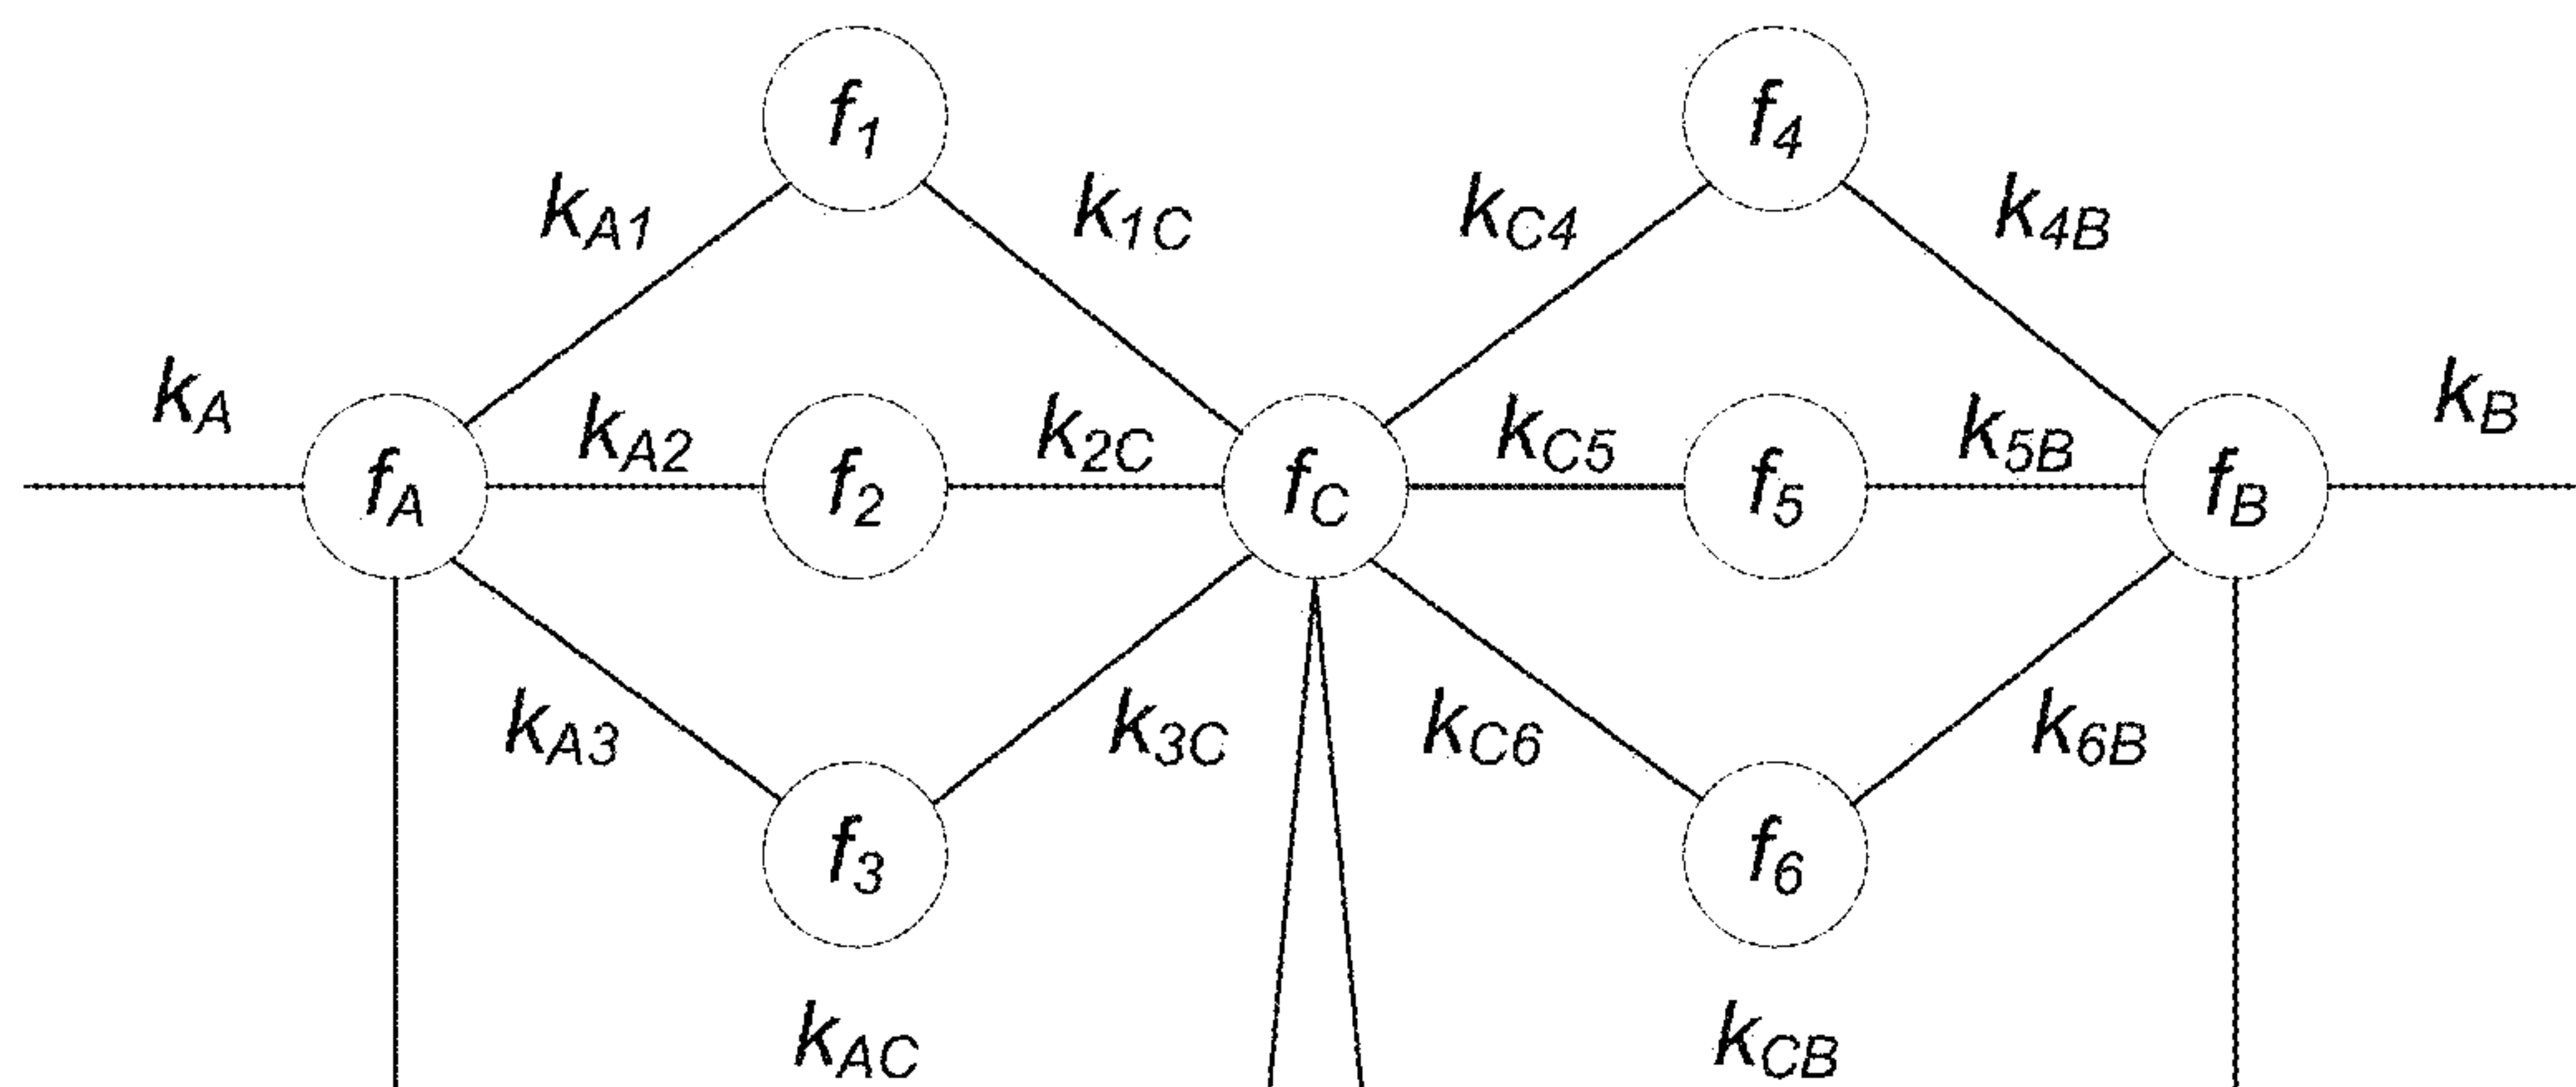 f1 f4
kA1 k1C kC4 k4B
kA kA2 k2C kC5 k5B kB
fA f2 fC f5 fB
kA3 k3C kC6 k6B
f3 f6
kAC kCB